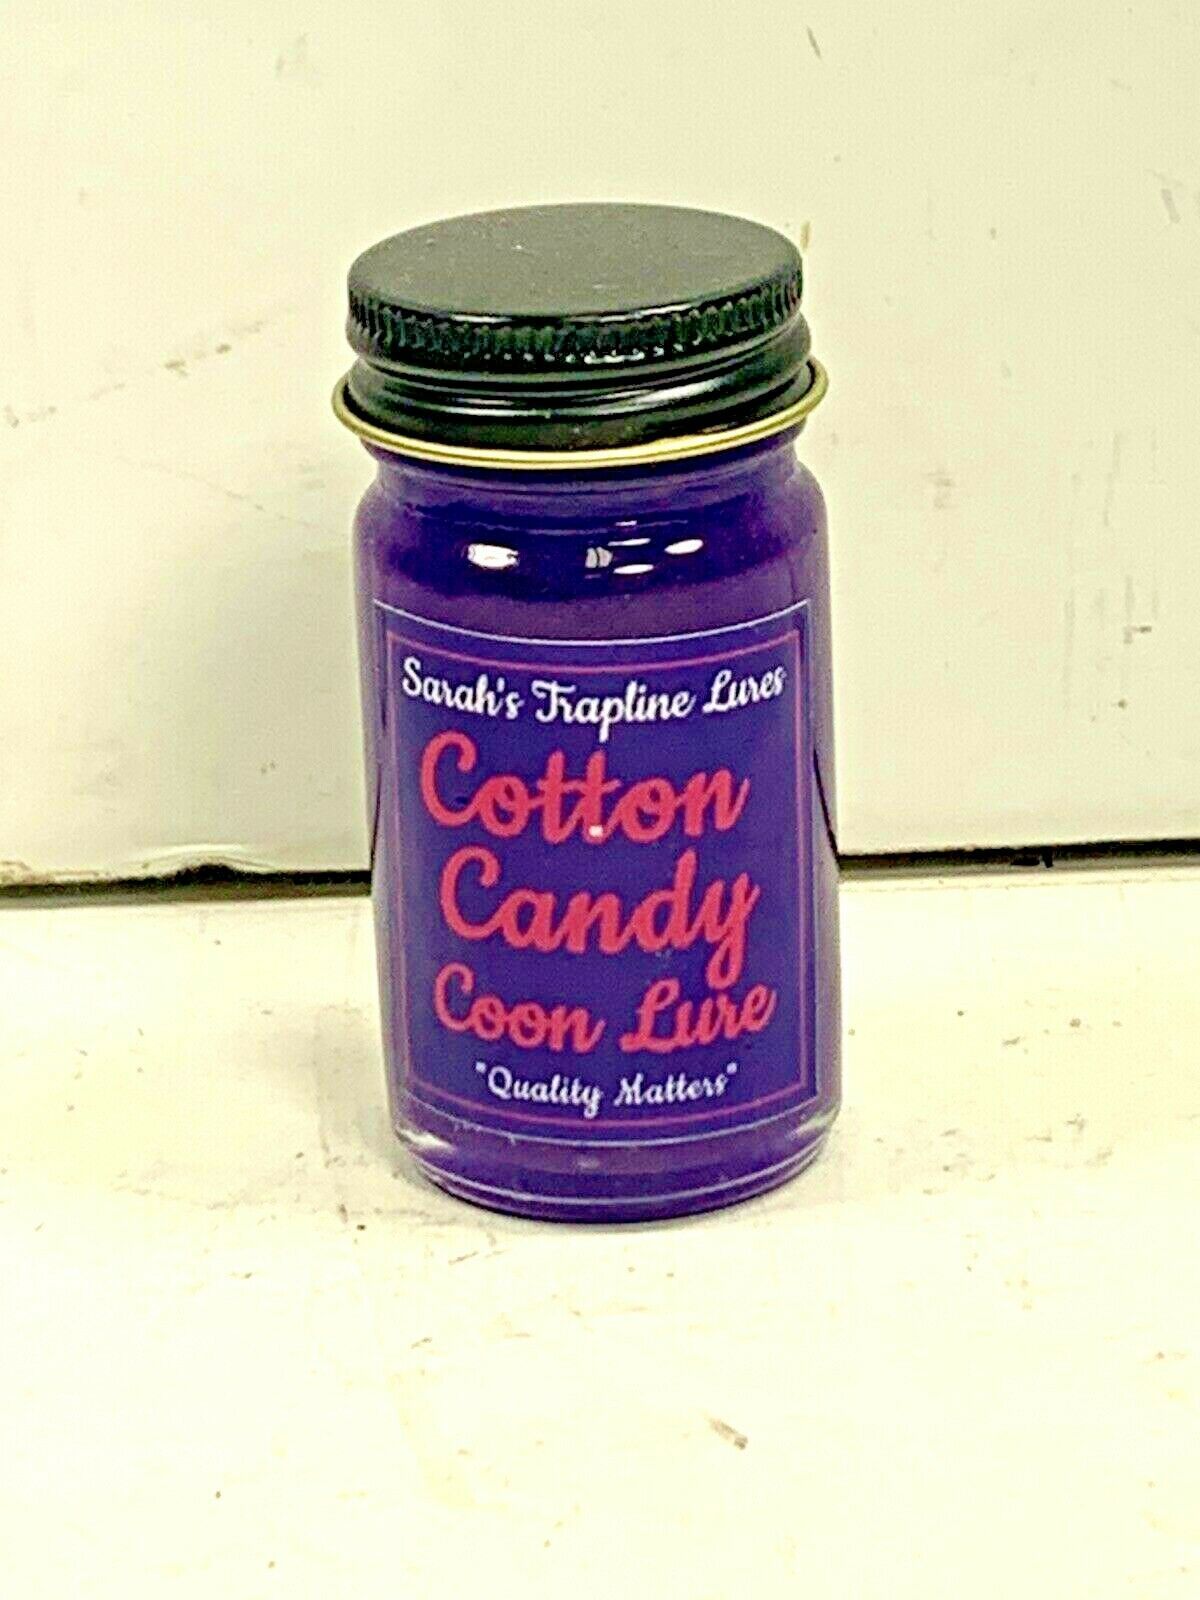 Sarah's Trapline Lures
Cotton
Candy
Coon Lure
"Quality Matters"